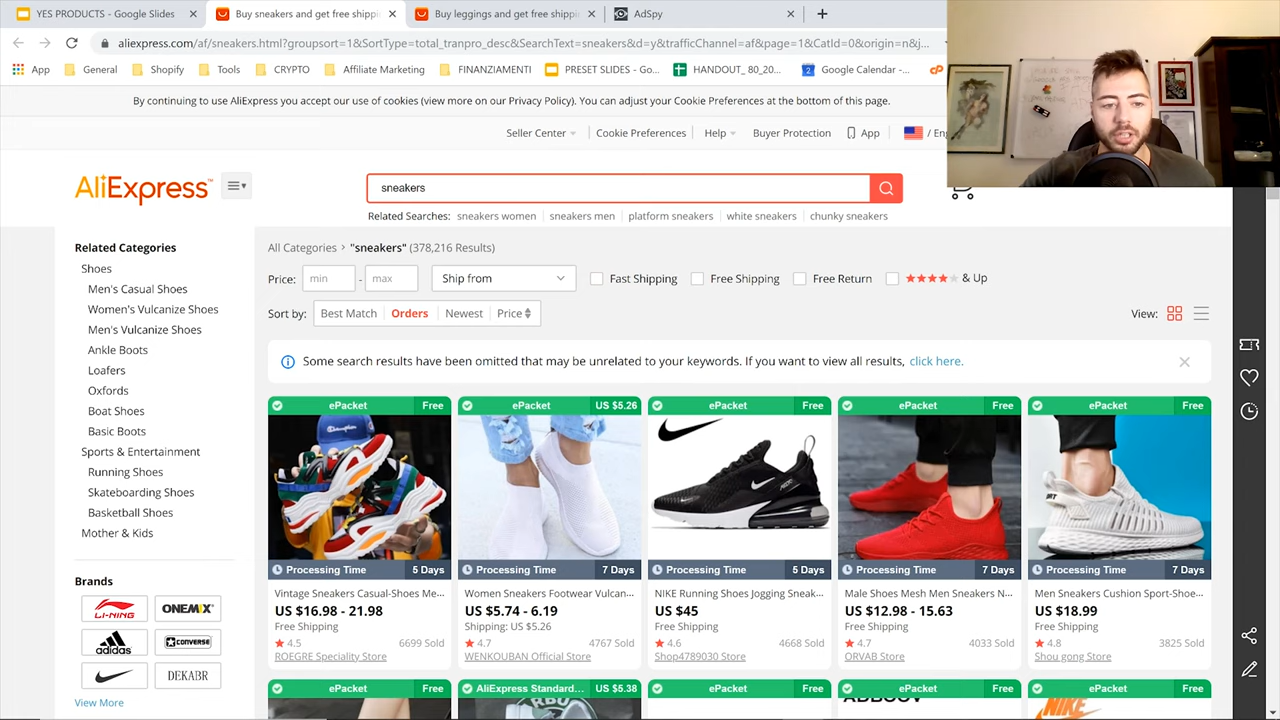 YES PRODUCTS - Google Slides
Buy sneakers and get free shippi
Buy leggings and get free shippi
AdSpy
aliexpress.com/af/sneakers.html?groupsort=1&SortType=total_tranpro_desc&SearchText=sneakers&d=y&trafficChannel=af&page=1&CatId=0&origin=n&j...
App
General
Shopify
Tools
CRYPTO
Affiliate Marketing
FINANZIAMENTI
PRESET SLIDES - Go...
HANDOUT_ 80_20...
Google Calendar -...
By continuing to use AliExpress you accept our use of cookies (view more on our Privacy Policy). You can adjust your Cookie Preferences at the bottom of this page.
Seller Center
Cookie Preferences
Help
Buyer Protection
App
/ Eng
AliExpress™
sneakers
Related Searches: sneakers women | sneakers men | platform sneakers | white sneakers | chunky sneakers
Related Categories
Shoes
Men's Casual Shoes
Women's Vulcanize Shoes
Men's Vulcanize Shoes
Ankle Boots
Loafers
Oxfords
Boat Shoes
Basic Boots
Sports & Entertainment
Running Shoes
Skateboarding Shoes
Basketball Shoes
Mother & Kids
Brands
LI-NING
ONEMIX
adidas
CONVERSE
DEKABR
View More
All Categories > "sneakers" (378,216 Results)
Price: min - max
Ship from
Fast Shipping
Free Shipping
Free Return
& Up
Sort by: Best Match Orders Newest Price
View:
Some search results have been omitted that may be unrelated to your keywords. If you want to view all results, click here.
ePacket Free
Processing Time 5 Days
Vintage Sneakers Casual-Shoes Me...
US $16.98 - 21.98
Free Shipping
4.5 6699 Sold
ROEGRE Speciality Store
ePacket US $5.26
Processing Time 7 Days
Women Sneakers Footwear Vulcan...
US $5.74 - 6.19
Shipping: US $5.26
4.7 4767 Sold
WENKOUBAN Official Store
ePacket Free
Processing Time 5 Days
NIKE Running Shoes Jogging Sneak...
US $45
Free Shipping
4.6 4668 Sold
Shop4789030 Store
ePacket Free
Processing Time 7 Days
Male Shoes Mesh Men Sneakers N...
US $12.98 - 15.63
Free Shipping
4.7 4033 Sold
ORVAB Store
ePacket Free
Processing Time 7 Days
Men Sneakers Cushion Sport-Shoe...
US $18.99
Free Shipping
4.8 3825 Sold
Shou gong Store
ePacket Free
AliExpress Standard... US $5.38
ePacket Free
ePacket Free
ePacket Free
NIKE